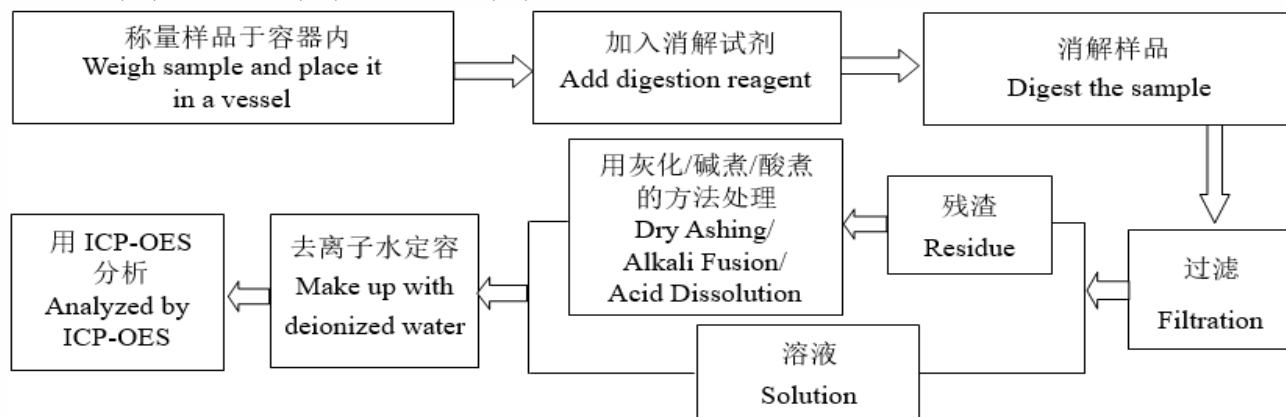 称量样品于容器内
Weigh sample and place it
in a vessel
加入消解试剂
Add digestion reagent
消解样品
Digest the sample
过滤
Filtration
残渣
Residue
溶液
Solution
用灰化/碱煮/酸煮
的方法处理
Dry Ashing/
Alkali Fusion/
Acid Dissolution
去离子水定容
Make up with
deionized water
用 ICP-OES
分析
Analyzed by
ICP-OES